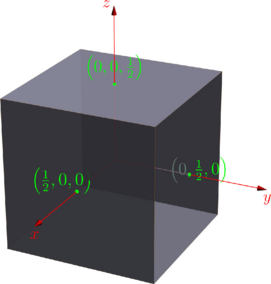 z
(0, 0, 1/2)
(1/2, 0, 0)
(0, 1/2, 0)
x
y